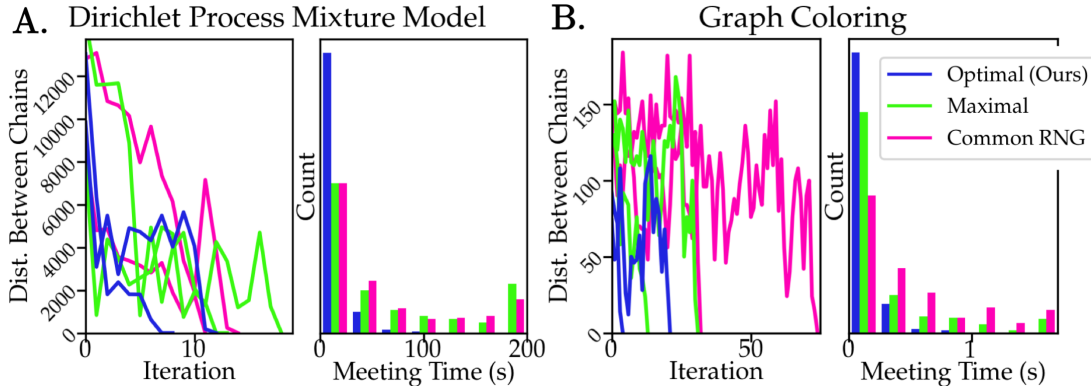 A. Dirichlet Process Mixture Model
Dist. Between Chains
12000
10000
8000
6000
4000
2000
0
0
10
Iteration
Count
0
100
200
Meeting Time (s)
B. Graph Coloring
Dist. Between Chains
150
100
50
0
0
50
Iteration
Count
0
1
Meeting Time (s)
Optimal (Ours)
Maximal
Common RNG